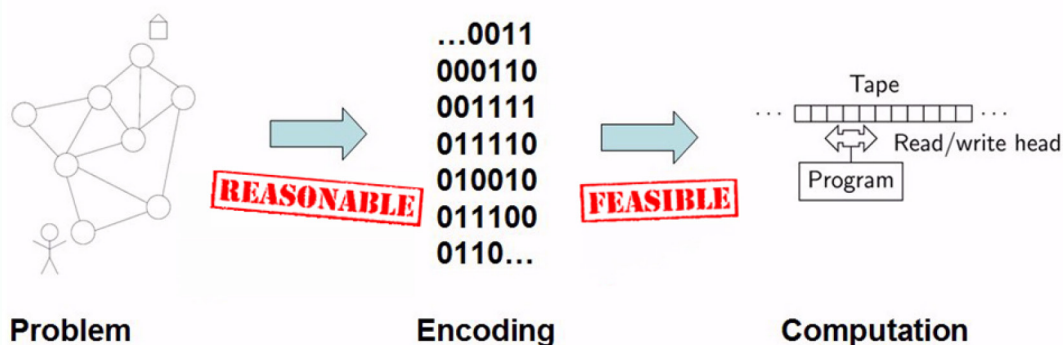 ...0011
000110
001111
011110
010010
011100
0110...
REASONABLE
FEASIBLE
Tape
... ...
Read/write head
Program
Problem
Encoding
Computation